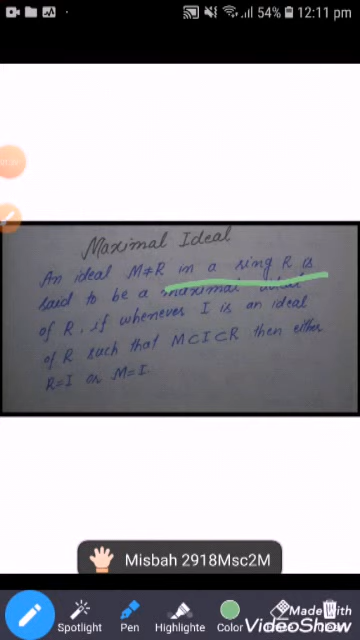 54% 12:11 pm
Maximal Ideal
An ideal M≠R in a ring R is
said to be a maximal ideal
of R, if whenever I is an ideal
of R such that M⊂I⊂R then either
R=I or M=I.
Misbah 2918Msc2M
Spotlight Pen Highlighte Color
Made with
VideoShow